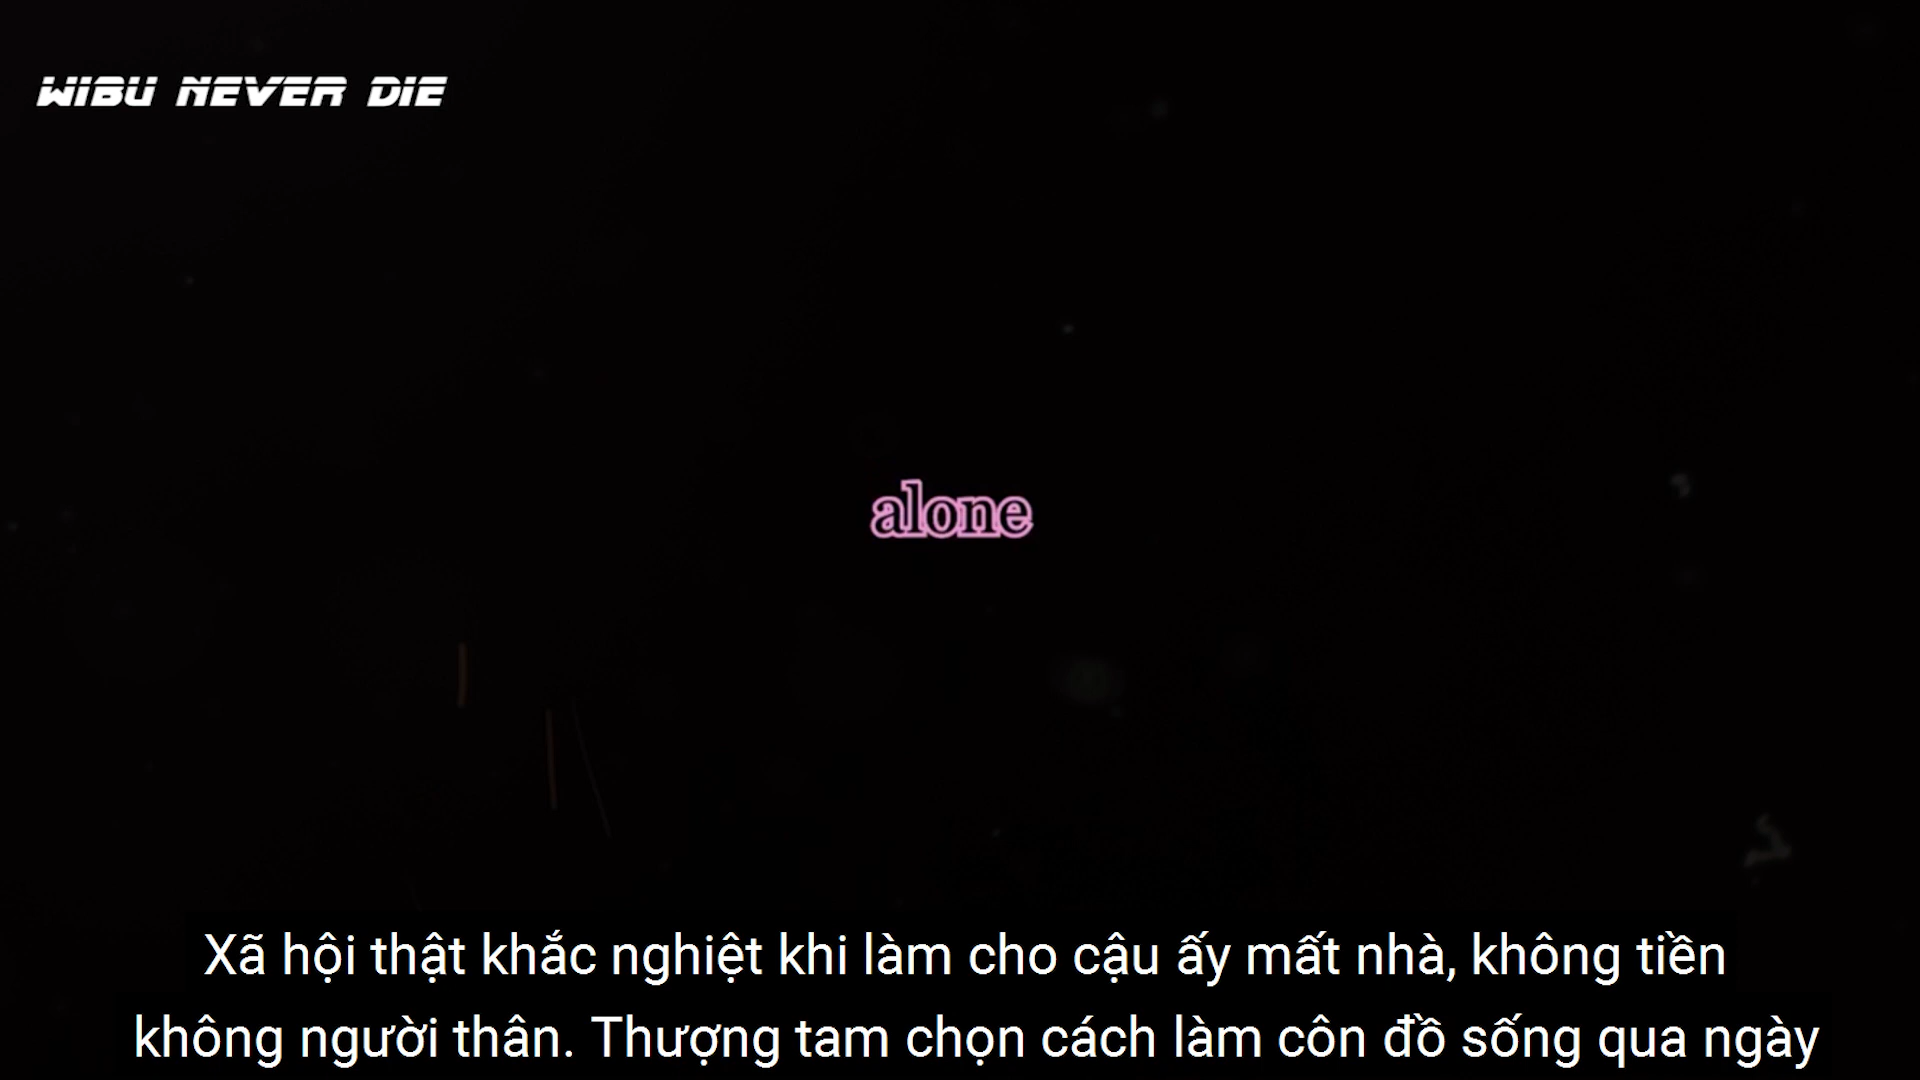 WIBU NEVER DIE
alone
Xã hội thật khắc nghiệt khi làm cho cậu ấy mất nhà, không tiền
không người thân. Thượng tam chọn cách làm côn đồ sống qua ngày